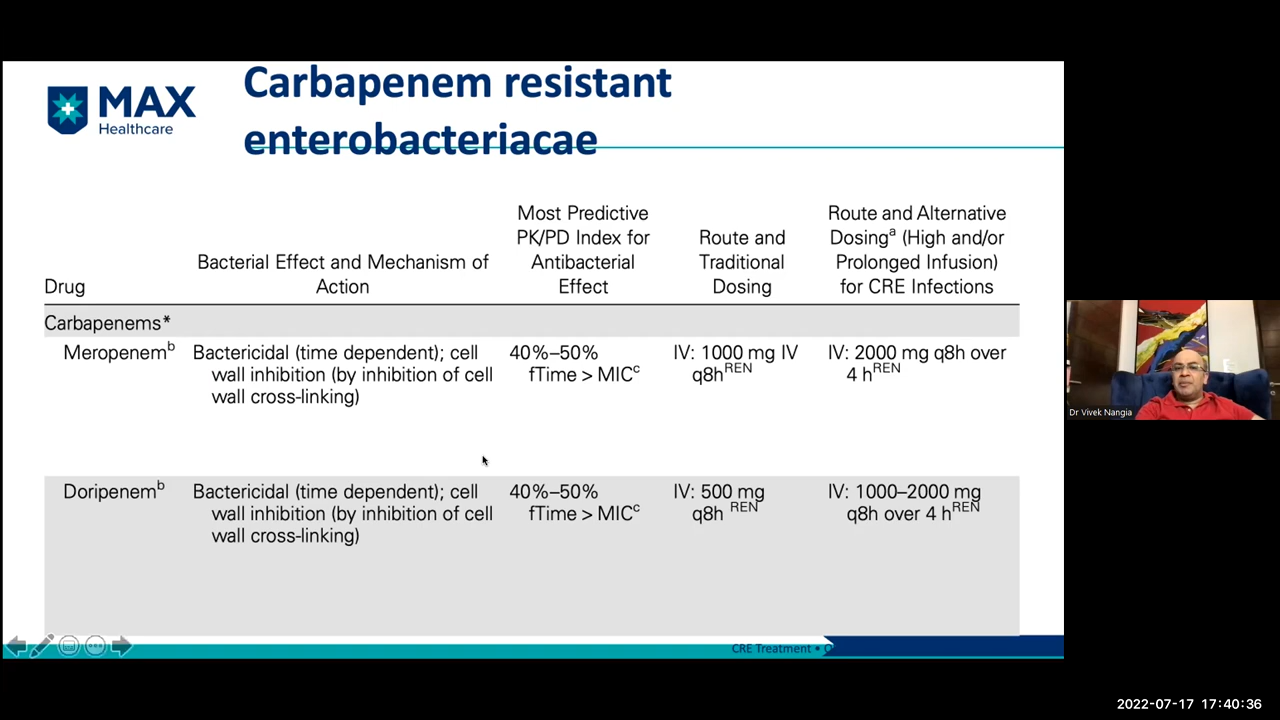 MAX
Healthcare
Carbapenem resistant
enterobacteriacae
Drug
Bacterial Effect and Mechanism of
Action
Most Predictive
PK/PD Index for
Antibacterial
Effect
Route and
Traditional
Dosing
Route and Alternative
Dosingᵃ (High and/or
Prolonged Infusion)
for CRE Infections
Carbapenems*
Meropenemᵇ
Bactericidal (time dependent); cell
wall inhibition (by inhibition of cell
wall cross-linking)
40%–50%
fTime > MICᶜ
IV: 1000 mg IV
q8hREN
IV: 2000 mg q8h over
4 hREN
Doripenemᵇ
Bactericidal (time dependent); cell
wall inhibition (by inhibition of cell
wall cross-linking)
40%–50%
fTime > MICᶜ
IV: 500 mg
q8h REN
IV: 1000–2000 mg
q8h over 4 hREN
CRE Treatment •
Dr Vivek Nangia
2022-07-17 17:40:36